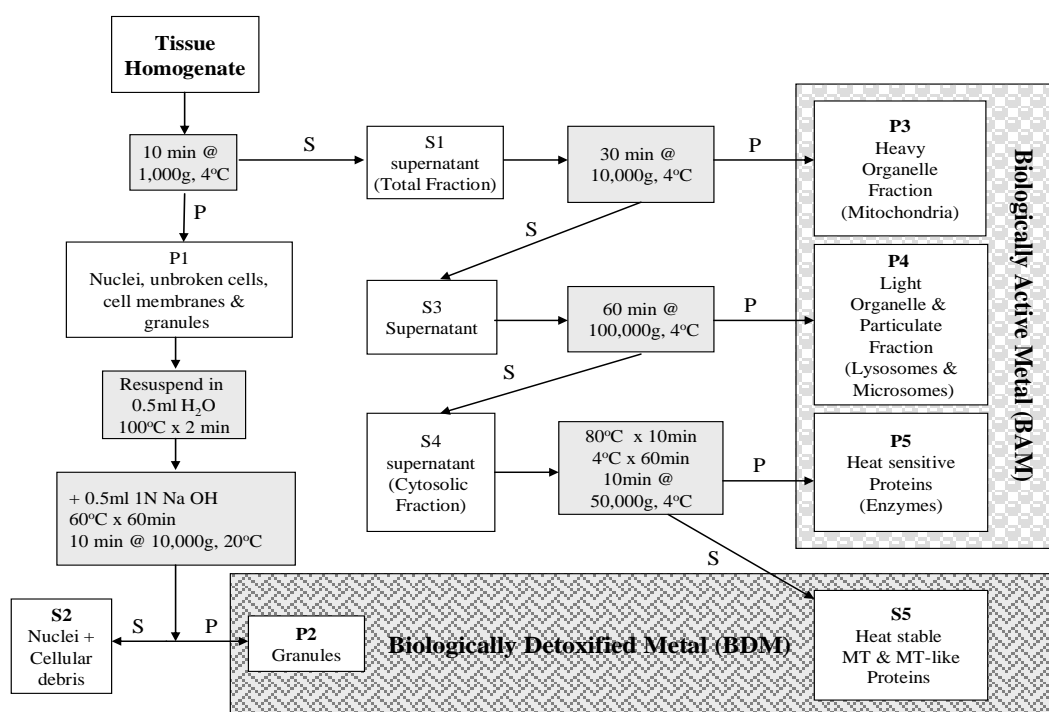 Tissue
Homogenate
10 min @
1,000g, 4°C
S
S1
supernatant
(Total Fraction)
30 min @
10,000g, 4°C
P
P3
Heavy
Organelle
Fraction
(Mitochondria)
P
S
P1
Nuclei, unbroken cells,
cell membranes &
granules
S3
Supernatant
60 min @
100,000g, 4°C
P
P4
Light
Organelle &
Particulate
Fraction
(Lysosomes &
Microsomes)
S
Resuspend in
0.5ml H₂O
100°C x 2 min
S4
supernatant
(Cytosolic
Fraction)
80°C x 10min
4°C x 60min
10min @
50,000g, 4°C
P
P5
Heat sensitive
Proteins
(Enzymes)
Biologically Active Metal (BAM)
+ 0.5ml 1N Na OH
60°C x 60min
10 min @ 10,000g, 20°C
S
S2
Nuclei +
Cellular
debris
S
P
P2
Granules
Biologically Detoxified Metal (BDM)
S5
Heat stable
MT & MT-like
Proteins